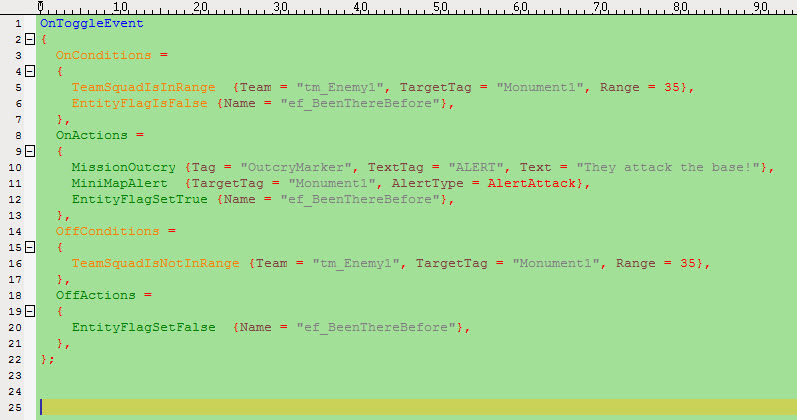 0 10 20 30 40 50 60 70 80 90
1 OnToggleEvent
2 {
3 OnConditions =
4 {
5 TeamSquadIsInRange {Team = "tm_Enemy1", TargetTag = "Monument1", Range = 35},
6 EntityFlagIsFalse {Name = "ef_BeenThereBefore"},
7 },
8 OnActions =
9 {
10 MissionOutcry {Tag = "OutcryMarker", TextTag = "ALERT", Text = "They attack the base!"},
11 MiniMapAlert {TargetTag = "Monument1", AlertType = AlertAttack},
12 EntityFlagSetTrue {Name = "ef_BeenThereBefore"},
13 },
14 OffConditions =
15 {
16 TeamSquadIsNotInRange {Team = "tm_Enemy1", TargetTag = "Monument1", Range = 35},
17 },
18 OffActions =
19 {
20 EntityFlagSetFalse {Name = "ef_BeenThereBefore"},
21 },
22 };
23
24
25